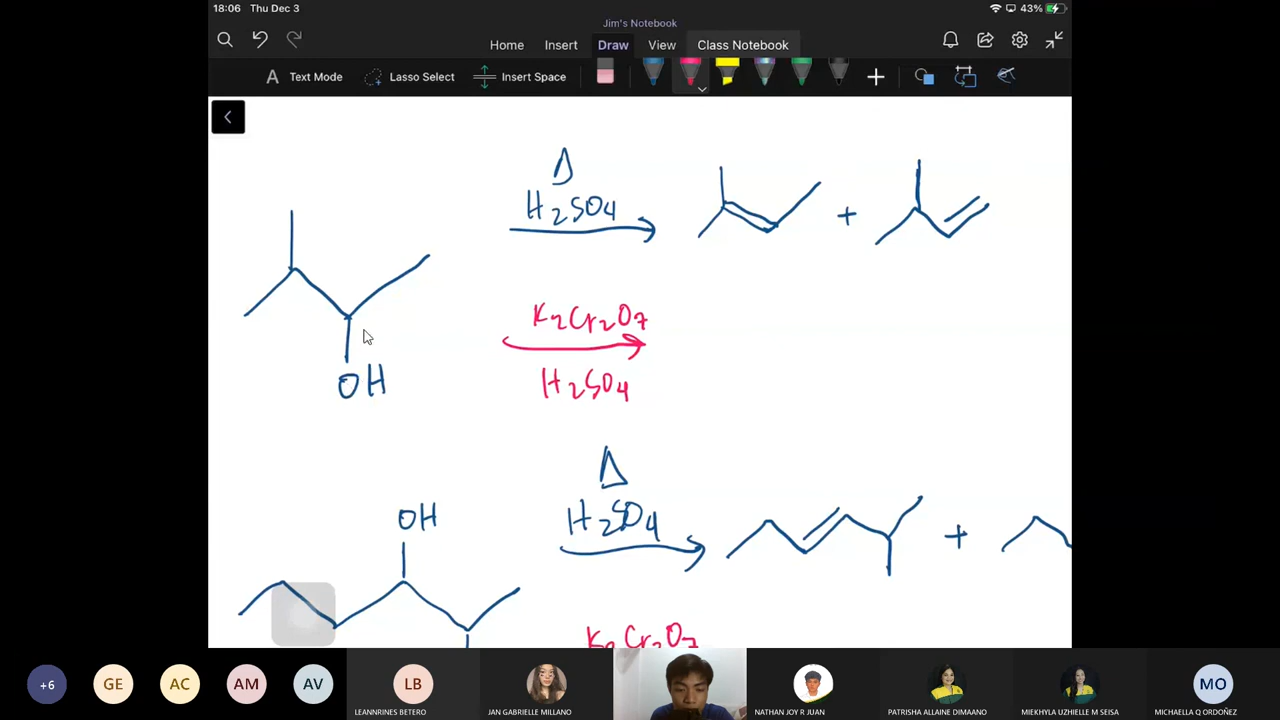 18:06 Thu Dec 3
43%
Jim's Notebook
Home Insert Draw View Class Notebook
Text Mode Lasso Select Insert Space
Δ
H2SO4
+
K2Cr2O7
H2SO4
OH
Δ
H2SO4
OH
+
K2Cr2O7
+6 GE AC AM AV LB MO
LEANNRINES BETERO JAN GABRIELLE MILLANO NATHAN JOY R JUAN PATRISHA ALLAINE DIMAANO MIEKHYLA UZHIELLE M SEISA MICHAELLA Q ORDOÑEZ